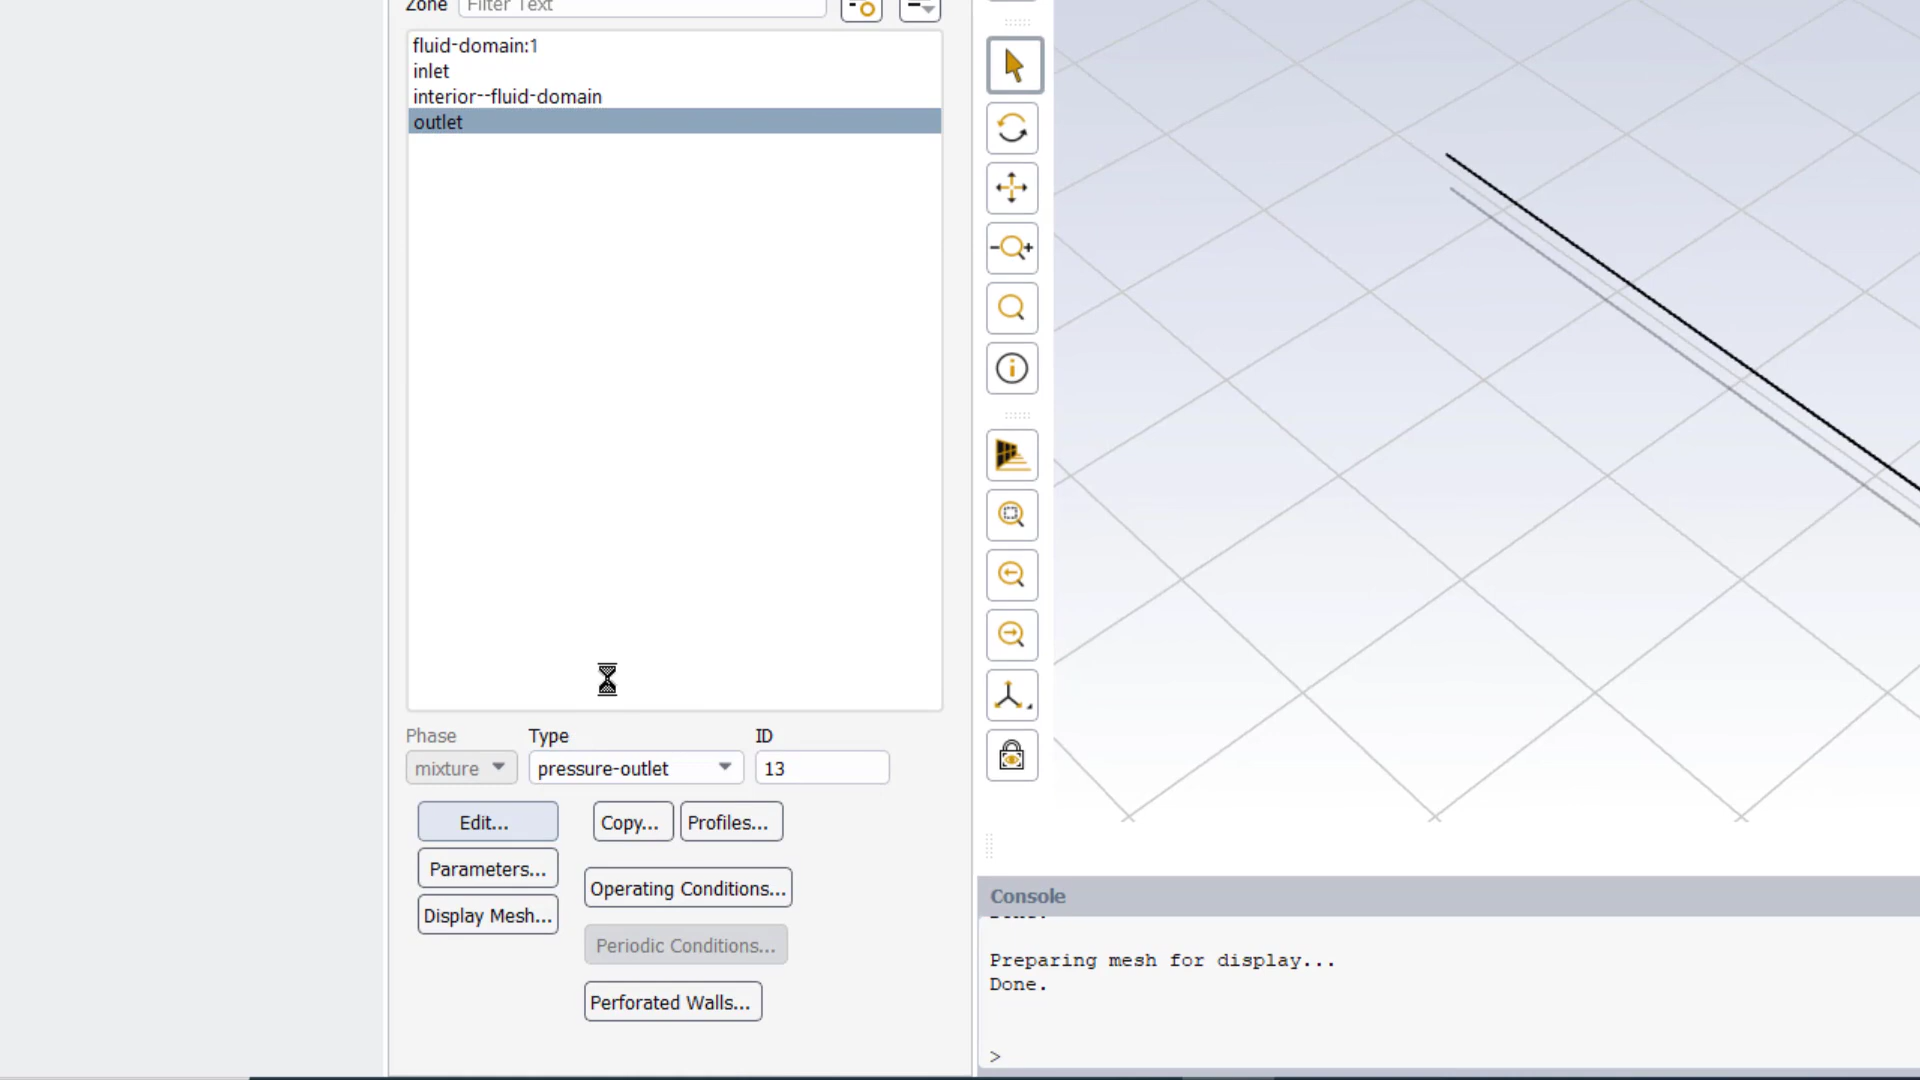 Zone Filter Text
fluid-domain:1
inlet
interior--fluid-domain
outlet
Phase Type ID
mixture pressure-outlet 13
Edit... Copy... Profiles...
Parameters...
Operating Conditions...
Display Mesh...
Periodic Conditions...
Perforated Walls...
Console
Done.
Preparing mesh for display...
Done.
>